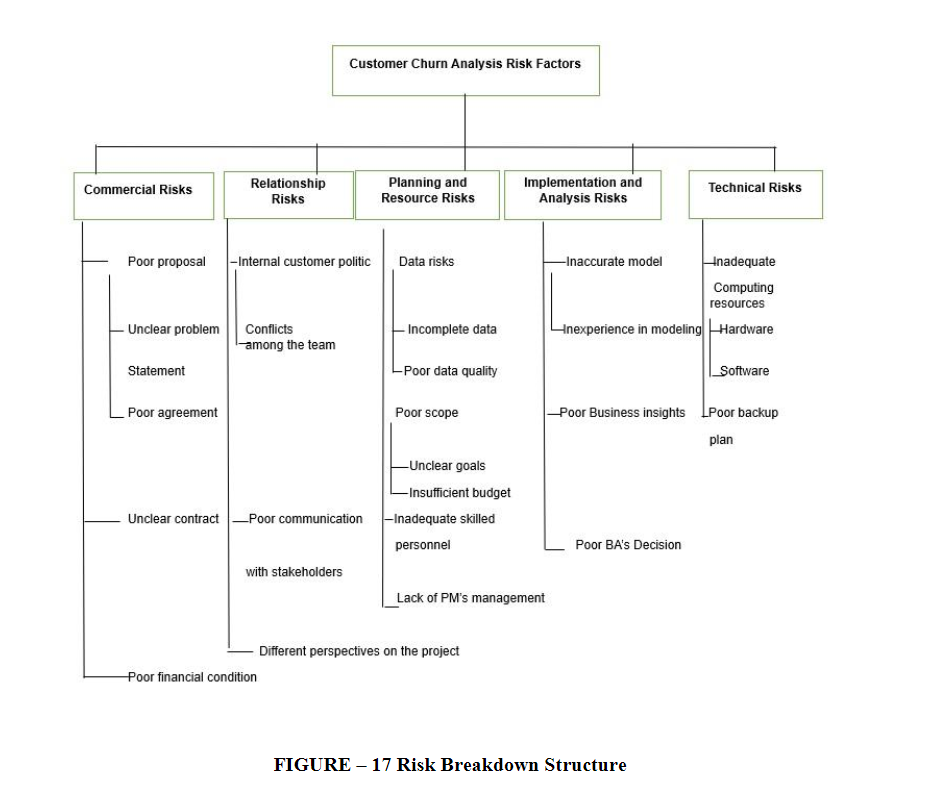 Customer Churn Analysis Risk Factors
Commercial Risks
Poor proposal
Unclear problem
Statement
Poor agreement
Unclear contract
Poor financial condition
Relationship
Risks
Internal customer politic
Conflicts
among the team
Poor communication
with stakeholders
Different perspectives on the project
Planning and
Resource Risks
Data risks
Incomplete data
Poor data quality
Poor scope
Unclear goals
Insufficient budget
Inadequate skilled
personnel
Lack of PM's management
Implementation and
Analysis Risks
Inaccurate model
Inexperience in modeling
Poor Business insights
Poor BA's Decision
Technical Risks
Inadequate
Computing
resources
Hardware
Software
Poor backup
plan
FIGURE – 17 Risk Breakdown Structure